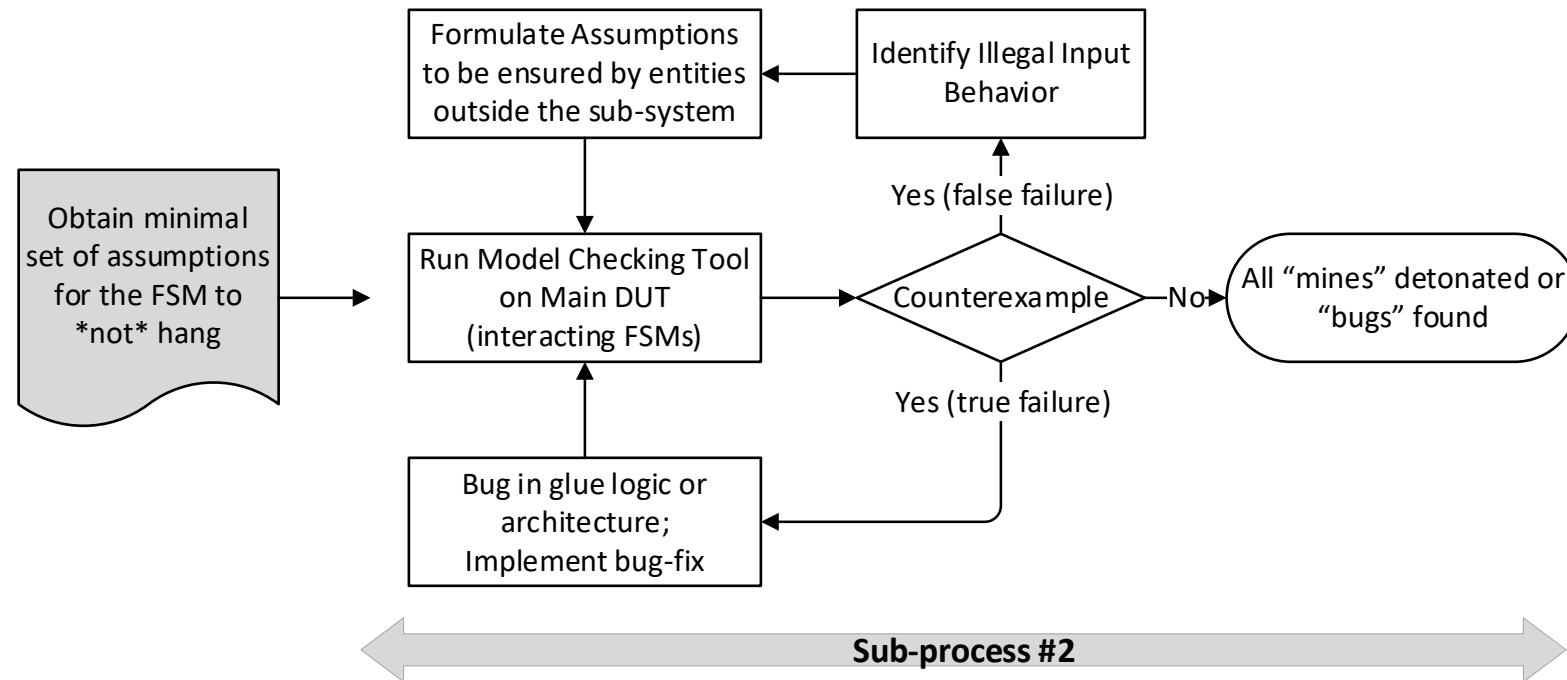 Formulate Assumptions
to be ensured by entities
outside the sub-system
Identify Illegal Input
Behavior
Yes (false failure)
Obtain minimal
set of assumptions
for the FSM to
*not* hang
Run Model Checking Tool
on Main DUT
(interacting FSMs)
Counterexample
No
All “mines” detonated or
“bugs” found
Yes (true failure)
Bug in glue logic or
architecture;
Implement bug-fix
Sub-process #2